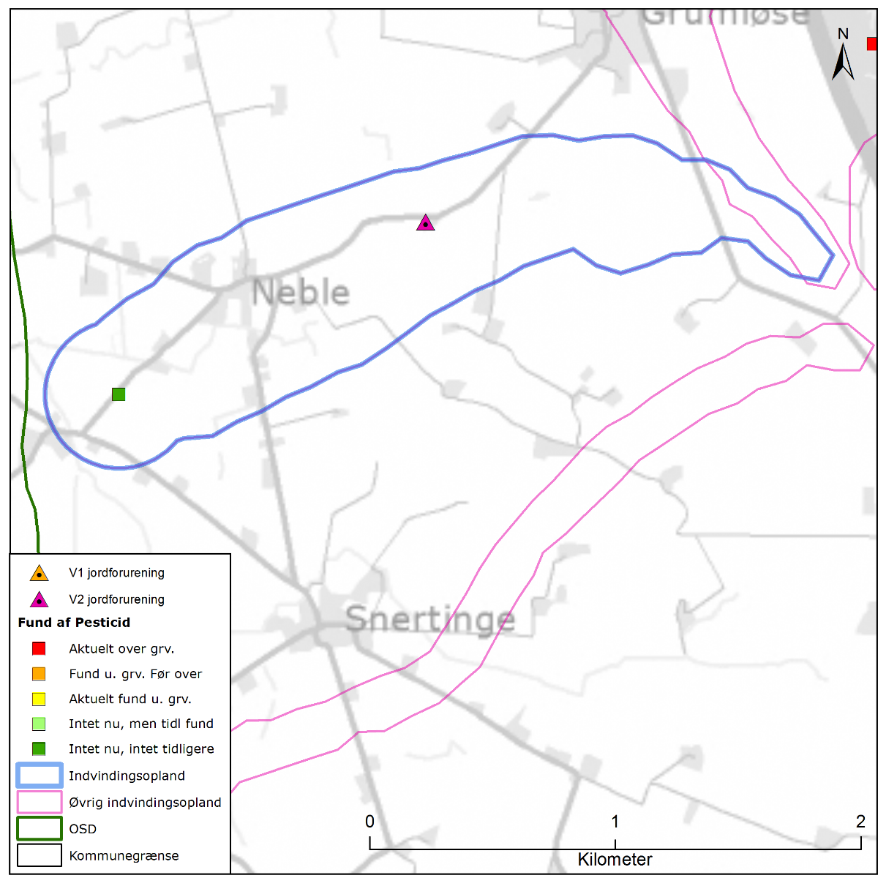 Grumløse
N
Neble
Snertinge
V1 jordforurening
V2 jordforurening
Fund af Pesticid
Aktuelt over grv.
Fund u. grv. Før over
Aktuelt fund u. grv.
Intet nu, men tidl fund
Intet nu, intet tidligere
Indvindingsopland
Øvrig indvindingsopland
OSD
Kommunegrænse
0 1 2
Kilometer